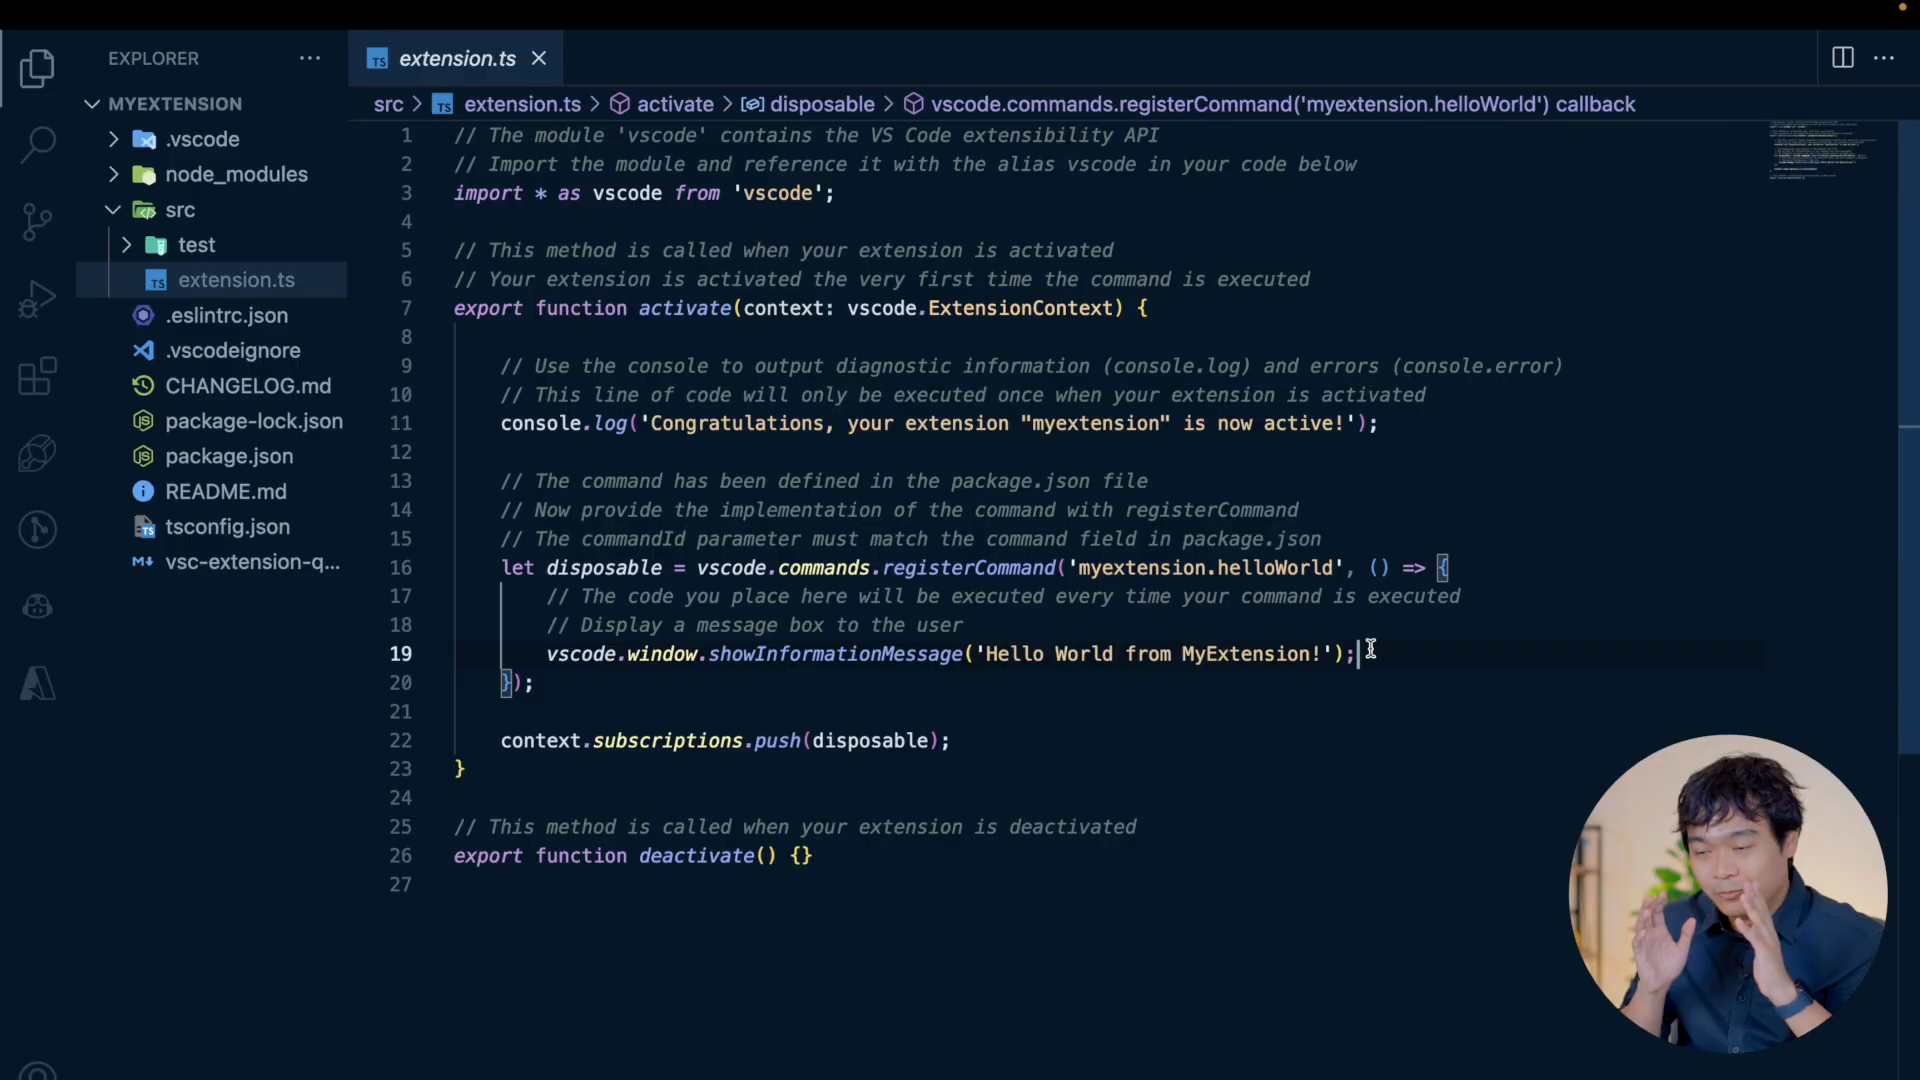 EXPLORER
MYEXTENSION
.vscode
node_modules
src
test
extension.ts
.eslintrc.json
.vscodeignore
CHANGELOG.md
package-lock.json
package.json
README.md
tsconfig.json
vsc-extension-q...
TS extension.ts
src > TS extension.ts > activate > disposable > vscode.commands.registerCommand('myextension.helloWorld') callback
1 // The module 'vscode' contains the VS Code extensibility API
2 // Import the module and reference it with the alias vscode in your code below
3 import * as vscode from 'vscode';
4
5 // This method is called when your extension is activated
6 // Your extension is activated the very first time the command is executed
7 export function activate(context: vscode.ExtensionContext) {
8
9 // Use the console to output diagnostic information (console.log) and errors (console.error)
10 // This line of code will only be executed once when your extension is activated
11 console.log('Congratulations, your extension "myextension" is now active!');
12
13 // The command has been defined in the package.json file
14 // Now provide the implementation of the command with registerCommand
15 // The commandId parameter must match the command field in package.json
16 let disposable = vscode.commands.registerCommand('myextension.helloWorld', () => {
17 // The code you place here will be executed every time your command is executed
18 // Display a message box to the user
19 vscode.window.showInformationMessage('Hello World from MyExtension!');
20 });
21
22 context.subscriptions.push(disposable);
23 }
24
25 // This method is called when your extension is deactivated
26 export function deactivate() {}
27